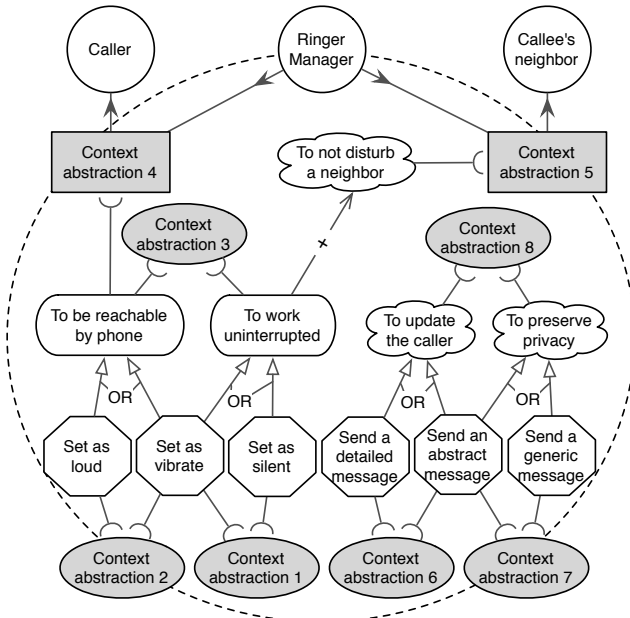 Caller
Ringer
Manager
Callee's
neighbor
Context
abstraction 4
To not disturb
a neighbor
Context
abstraction 5
Context
abstraction 3
Context
abstraction 8
+
To be reachable
by phone
To work
uninterrupted
To update
the caller
To preserve
privacy
OR
OR
OR
OR
Set as
loud
Set as
vibrate
Set as
silent
Send a
detailed
message
Send an
abstract
message
Send a
generic
message
Context
abstraction 2
Context
abstraction 1
Context
abstraction 6
Context
abstraction 7